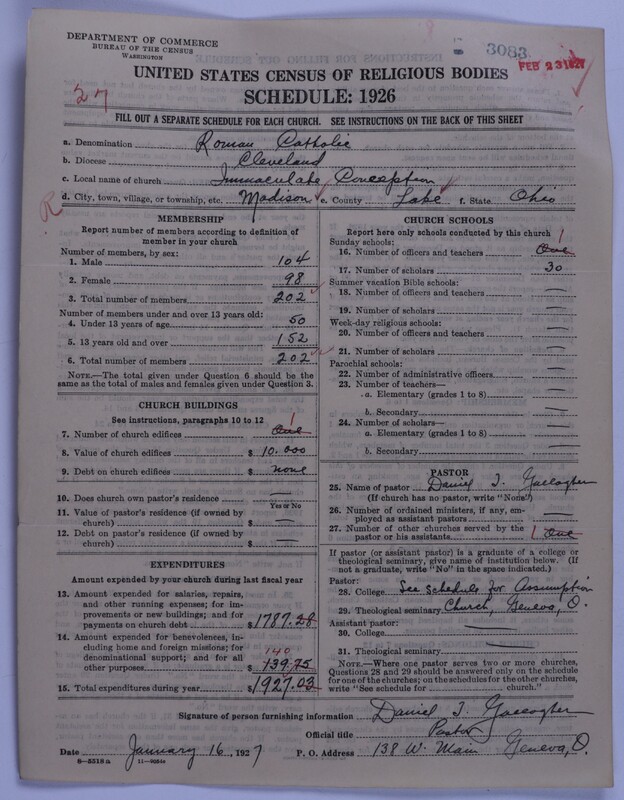 DEPARTMENT OF COMMERCE
BUREAU OF THE CENSUS
WASHINGTON
3083
FEB 23 1927
UNITED STATES CENSUS OF RELIGIOUS BODIES
SCHEDULE: 1926
27
FILL OUT A SEPARATE SCHEDULE FOR EACH CHURCH. SEE INSTRUCTIONS ON THE BACK OF THIS SHEET
a. Denomination Roman Catholic
b. Diocese Cleveland
c. Local name of church Immaculate Conception
d. City, town, village, or township, etc. Madison e. County Lake f. State Ohio
R
MEMBERSHIP
Report number of members according to definition of member in your church
Number of members, by sex:
1. Male 104
2. Female 98
3. Total number of members 202
Number of members under and over 13 years old:
4. Under 13 years of age 50
5. 13 years old and over 152
6. Total number of members 202
NOTE.—The total given under Question 6 should be the
same as the total of males and females given under Question 3.
CHURCH BUILDINGS
See instructions, paragraphs 10 to 12
7. Number of church edifices One 1
8. Value of church edifices $ 10.000
9. Debt on church edifices $ none
10. Does church own pastor's residence —
Yes or No
11. Value of pastor's residence (if owned by
church) $ —
12. Debt on pastor's residence (if owned by
church) $ —
EXPENDITURES
Amount expended by your church during last fiscal year
13. Amount expended for salaries, repairs,
and other running expenses; for im-
provements or new buildings; and for
payments on church debt $ 1787.28
14. Amount expended for benevolences, in-
cluding home and foreign missions; for
denominational support; and for all 140
other purposes $ 139.75
15. Total expenditures during year $ 1927.03
CHURCH SCHOOLS
Report here only schools conducted by this church
Sunday schools: 1
16. Number of officers and teachers One
17. Number of scholars 30
Summer vacation Bible schools:
18. Number of officers and teachers —
19. Number of scholars —
Week-day religious schools:
20. Number of officers and teachers —
21. Number of scholars —
Parochial schools:
22. Number of administrative officers —
23. Number of teachers—
a. Elementary (grades 1 to 8) —
b. Secondary —
24. Number of scholars—
a. Elementary (grades 1 to 8) —
b. Secondary —
PASTOR
25. Name of pastor Daniel I. Gallagher
(If church has no pastor, write "None")
26. Number of ordained ministers, if any, em-
ployed as assistant pastors —
27. Number of other churches served by the
pastor or his assistants 1 One
If pastor (or assistant pastor) is a graduate of a college or
theological seminary, give name of institution below. (If
not a graduate, write "No" in the space indicated.)
Pastor:
28. College See Schedule for Assumption
29. Theological seminary Church, Geneva, O.
Assistant pastor:
30. College —
31. Theological seminary —
NOTE.—Where one pastor serves two or more churches,
Questions 28 and 29 should be answered only on the schedule
for one of the churches; on the schedules for the other churches,
write "See schedule for church."
Signature of person furnishing information Daniel I. Gallagher
Official title Pastor
Date January 16, 1927 P. O. Address 138 W. Main Geneva, O.
8—5518a